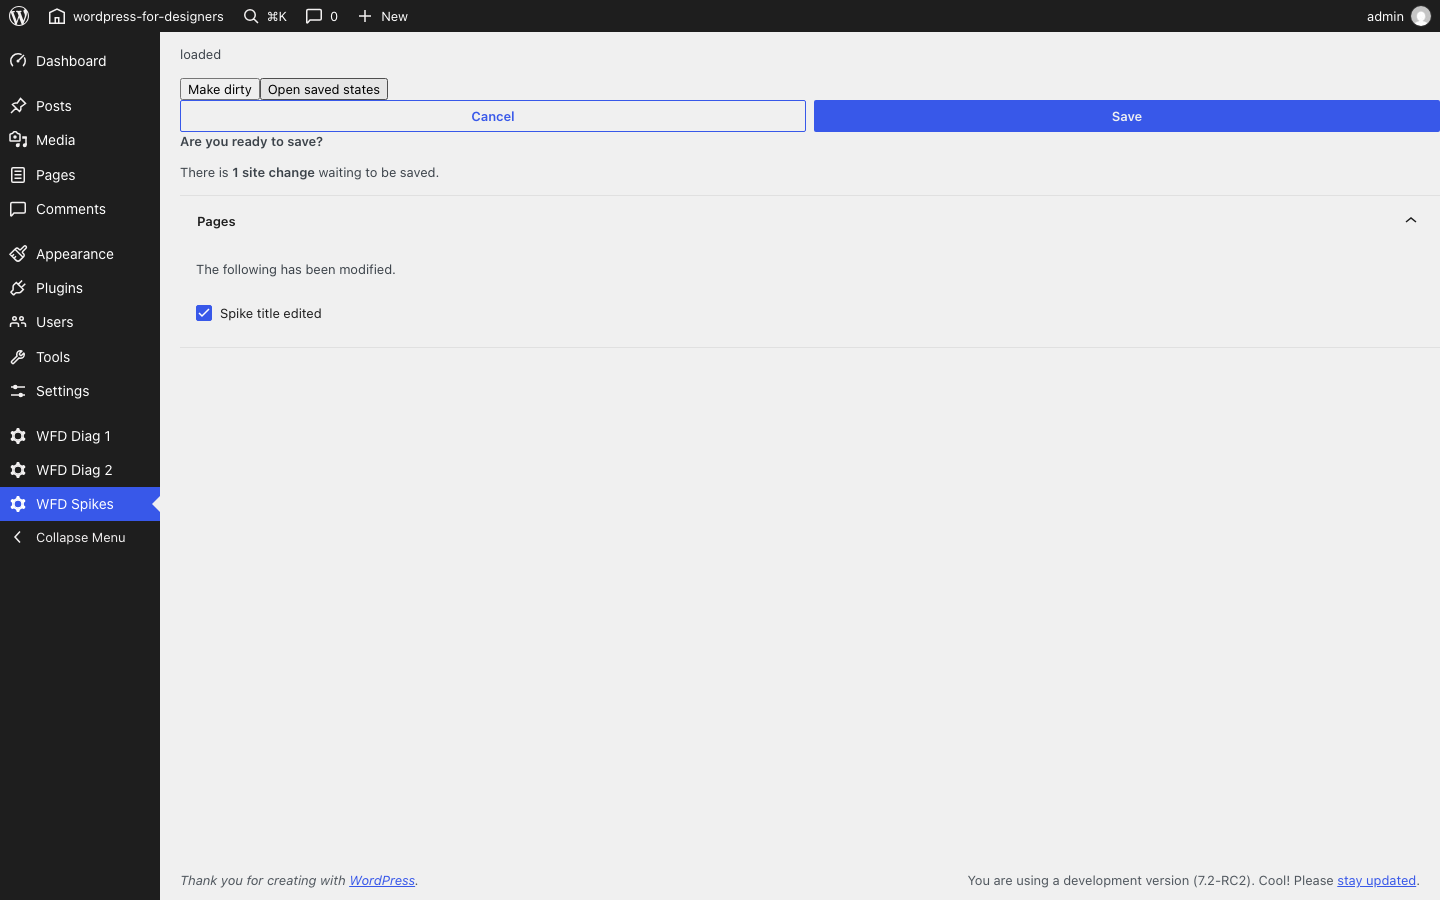 wordpress-for-designers ⌘K 0 New admin
Dashboard
Posts
Media
Pages
Comments
Appearance
Plugins
Users
Tools
Settings
WFD Diag 1
WFD Diag 2
WFD Spikes
Collapse Menu
loaded
Make dirty Open saved states
Cancel Save
Are you ready to save?
There is 1 site change waiting to be saved.
Pages
The following has been modified.
Spike title edited
Thank you for creating with WordPress. You are using a development version (7.2-RC2). Cool! Please stay updated.